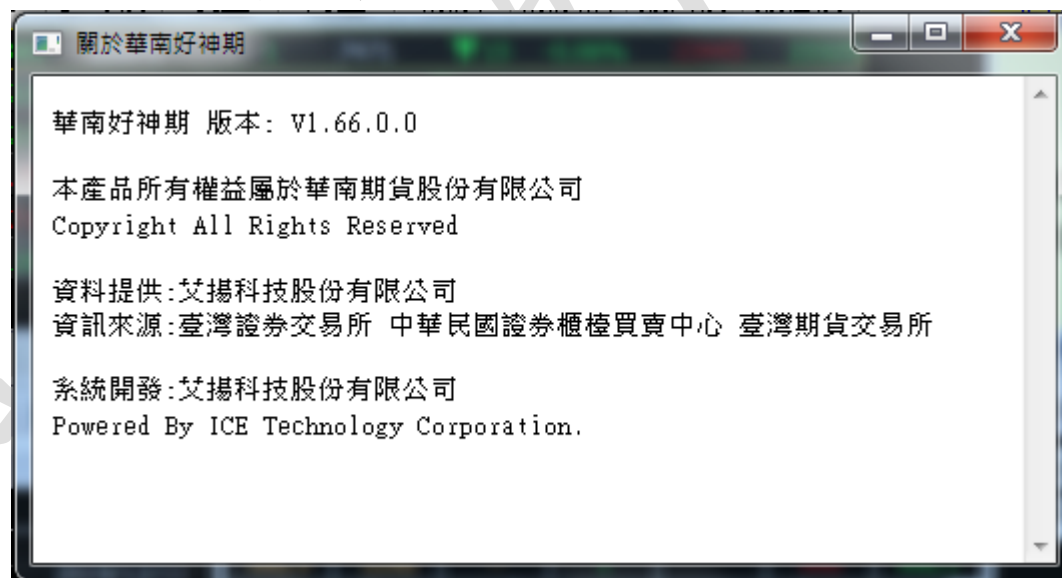 關於華南好神期
華南好神期 版本: V1.66.0.0
本產品所有權益屬於華南期貨股份有限公司
Copyright All Rights Reserved
資料提供:艾揚科技股份有限公司
資訊來源:臺灣證券交易所 中華民國證券櫃檯買賣中心 臺灣期貨交易所
系統開發:艾揚科技股份有限公司
Powered By ICE Technology Corporation.